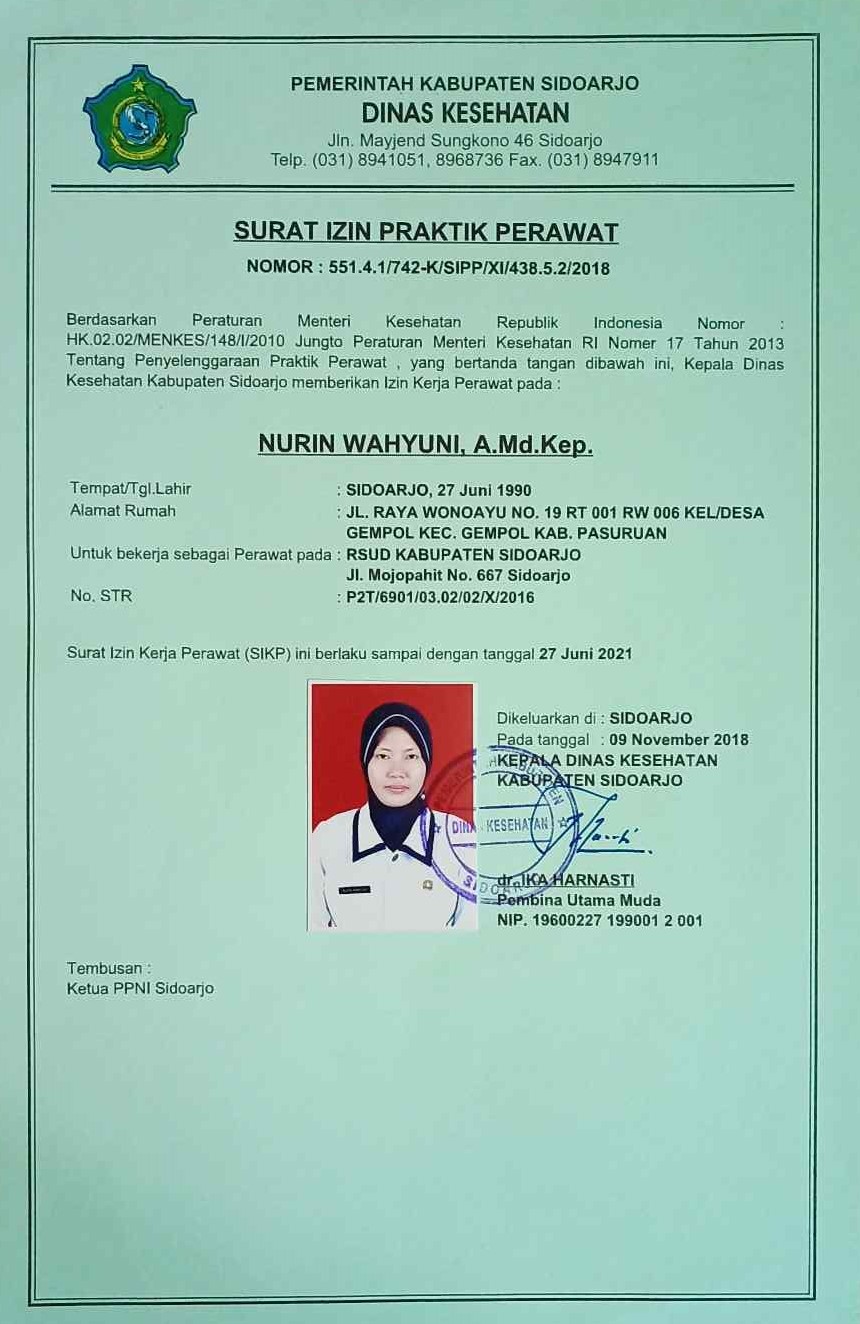 PEMERINTAH KABUPATEN SIDOARJO
DINAS KESEHATAN
Jln. Mayjend Sungkono 46 Sidoarjo
Telp. (031) 8941051, 8968736 Fax. (031) 8947911
SURAT IZIN PRAKTIK PERAWAT
NOMOR : 551.4.1/742-K/SIPP/XI/438.5.2/2018
Berdasarkan Peraturan Menteri Kesehatan Republik Indonesia Nomor :
HK.02.02/MENKES/148/I/2010 Jungto Peraturan Menteri Kesehatan RI Nomer 17 Tahun 2013
Tentang Penyelenggaraan Praktik Perawat , yang bertanda tangan dibawah ini, Kepala Dinas
Kesehatan Kabupaten Sidoarjo memberikan Izin Kerja Perawat pada :
NURIN WAHYUNI, A.Md.Kep.
Tempat/Tgl.Lahir : SIDOARJO, 27 Juni 1990
Alamat Rumah : JL. RAYA WONOAYU NO. 19 RT 001 RW 006 KEL/DESA
GEMPOL KEC. GEMPOL KAB. PASURUAN
Untuk bekerja sebagai Perawat pada : RSUD KABUPATEN SIDOARJO
Jl. Mojopahit No. 667 Sidoarjo
No. STR : P2T/6901/03.02/02/X/2016
Surat Izin Kerja Perawat (SIKP) ini berlaku sampai dengan tanggal 27 Juni 2021
Dikeluarkan di : SIDOARJO
Pada tanggal : 09 November 2018
KEPALA DINAS KESEHATAN
KABUPATEN SIDOARJO
DINAS KESEHATAN
SIDOARJO
dr. IKA HARNASTI
Pembina Utama Muda
NIP. 19600227 199001 2 001
Tembusan :
Ketua PPNI Sidoarjo